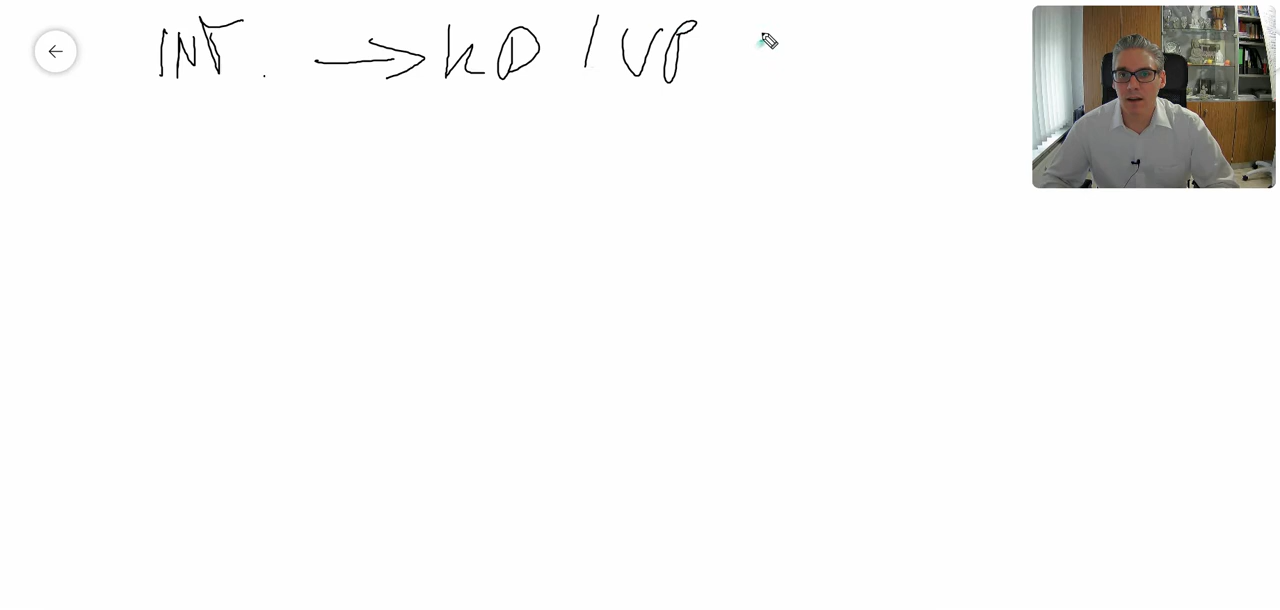 INT. → KD / VP